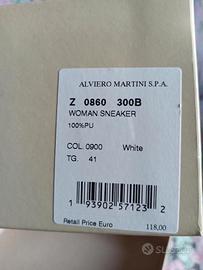 ALVIERO MARTINI S.P.A.
Z 0860 300B
WOMAN SNEAKER
100%PU
COL. 0900 White
TG. 41
1 93902 57123 2
Retail Price Euro 118,00
subito